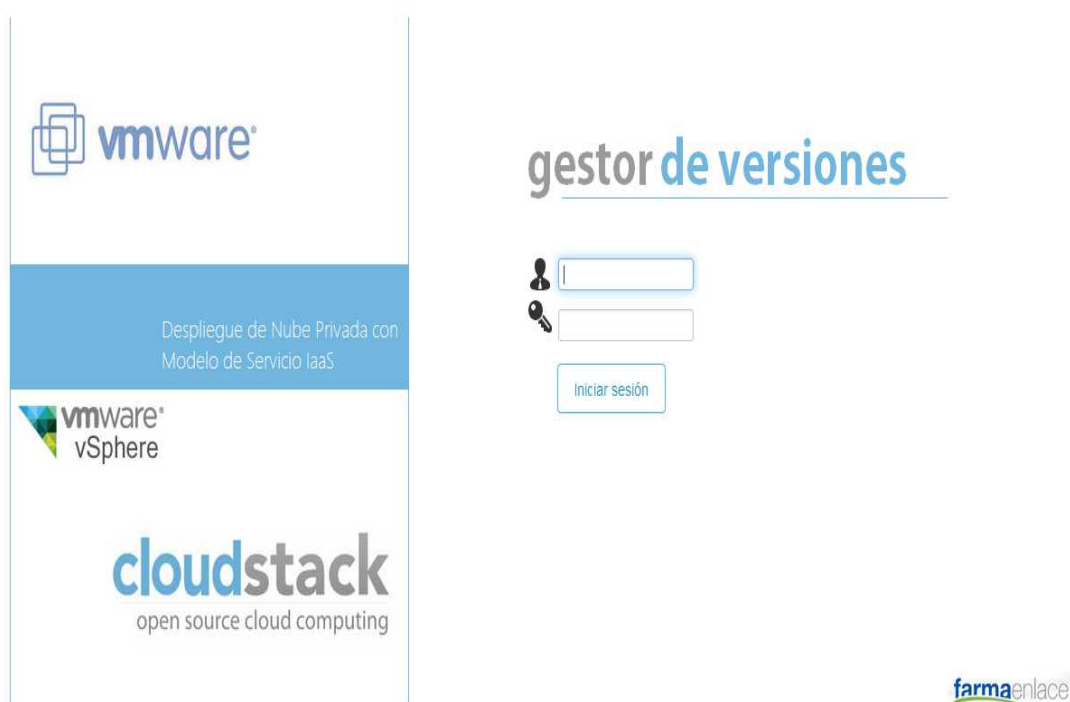 vmware®
Despliegue de Nube Privada con
Modelo de Servicio IaaS
vmware®
vSphere
cloudstack
open source cloud computing
gestor de versiones
Iniciar sesión
farmaenlace